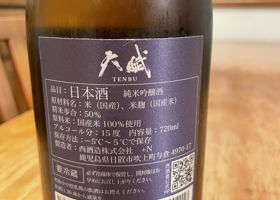 天賦
TENBU
品目：日本酒 純米吟醸酒
原材料名：米（国産）、米麹（国産米）
精米歩合：50％
原料米：国産米100％使用
アルコール分：15度 内容量：720ml
保存方法：−5℃〜5℃で保存
製造者：西酒造株式会社 +N
鹿児島県日置市吹上町与倉4970-17
要冷蔵